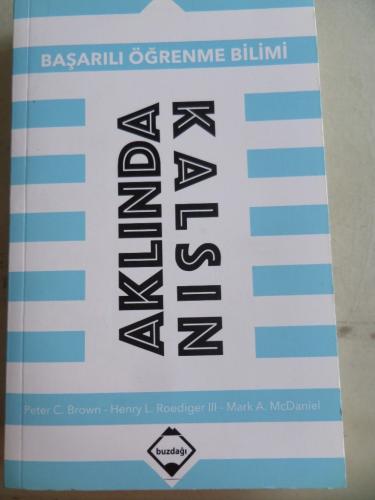 BAŞARILI ÖĞRENME BİLİMİ
AKLINDA
KALSIN
Peter C. Brown - Henry L. Roediger III - Mark A. McDaniel
buzdağı